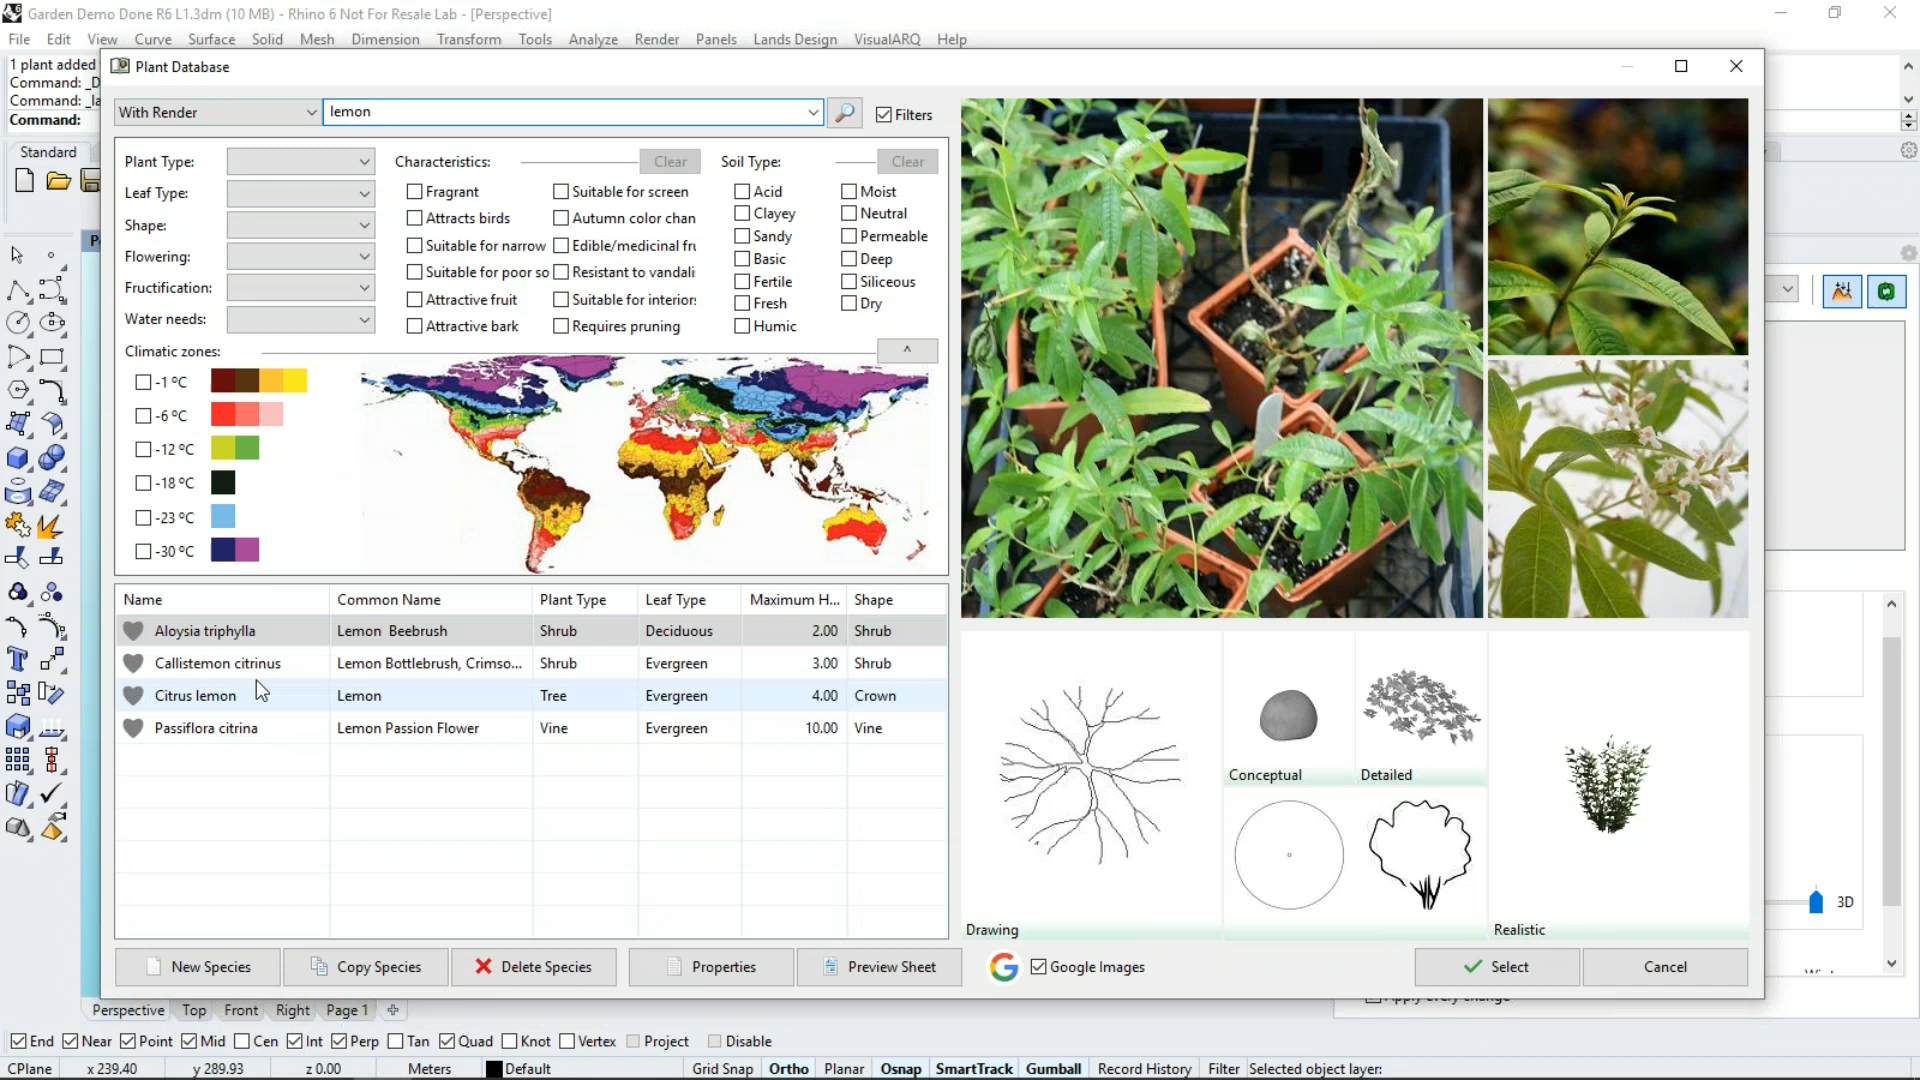 Garden Demo Done R6 L1.3dm (10 MB) - Rhino 6 Not For Resale Lab - [Perspective]
File Edit View Curve Surface Solid Mesh Dimension Transform Tools Analyze Render Panels Lands Design VisualARQ Help
1 plant added
Command: _D
Command: _la
Command:
Standard
Plant Database
With Render lemon Filters
Plant Type: Characteristics: Clear Soil Type: Clear
Leaf Type: Fragrant Suitable for screen Acid Moist
Shape: Attracts birds Autumn color chan Clayey Neutral
Flowering: Suitable for narrow Edible/medicinal fru Sandy Permeable
Fructification: Suitable for poor so Resistant to vandali Basic Deep
Water needs: Attractive fruit Suitable for interior: Fertile Siliceous
Attractive bark Requires pruning Fresh Dry
Humic
Climatic zones: ^
-1 ºC
-6 ºC
-12 ºC
-18 ºC
-23 ºC
-30 ºC
Name Common Name Plant Type Leaf Type Maximum H... Shape
Aloysia triphylla Lemon Beebrush Shrub Deciduous 2.00 Shrub
Callistemon citrinus Lemon Bottlebrush, Crimso... Shrub Evergreen 3.00 Shrub
Citrus lemon Lemon Tree Evergreen 4.00 Crown
Passiflora citrina Lemon Passion Flower Vine Evergreen 10.00 Vine
Conceptual Detailed
Drawing Realistic
3D
New Species Copy Species Delete Species Properties Preview Sheet Google Images Select Cancel
Perspective Top Front Right Page 1
End Near Point Mid Cen Int Perp Tan Quad Knot Vertex Project Disable
CPlane x 239.40 y 289.93 z 0.00 Meters Default Grid Snap Ortho Planar Osnap SmartTrack Gumball Record History Filter Selected object layer: